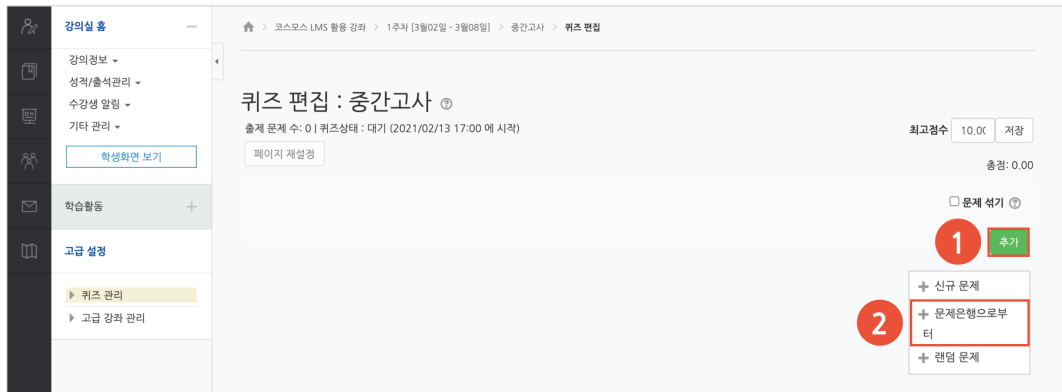 강의실 홈
강의정보
성적/출석관리
수강생 알림
기타 관리
학생화면 보기
학습활동
고급 설정
퀴즈 관리
고급 강좌 관리
코스모스 LMS 활용 강좌 > 1주차 [3월02일 - 3월08일] > 중간고사 > 퀴즈 편집
퀴즈 편집 : 중간고사 ?
출제 문제 수: 0 | 퀴즈상태 : 대기 (2021/02/13 17:00 에 시작)
최고점수 10.00 저장
페이지 재설정
총점: 0.00
문제 섞기 ?
1 추가
신규 문제
2 문제은행으로부
터
랜덤 문제